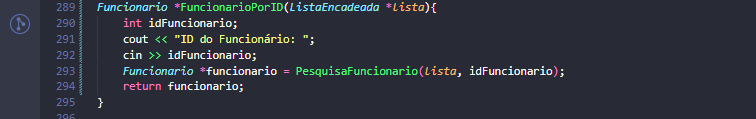 289 Funcionario *FuncionarioPorID(ListaEncadeada *lista){
290 int idFuncionario;
291 cout << "ID do Funcionário: ";
292 cin >> idFuncionario;
293 Funcionario *funcionario = PesquisaFuncionario(lista, idFuncionario);
294 return funcionario;
295 }
296